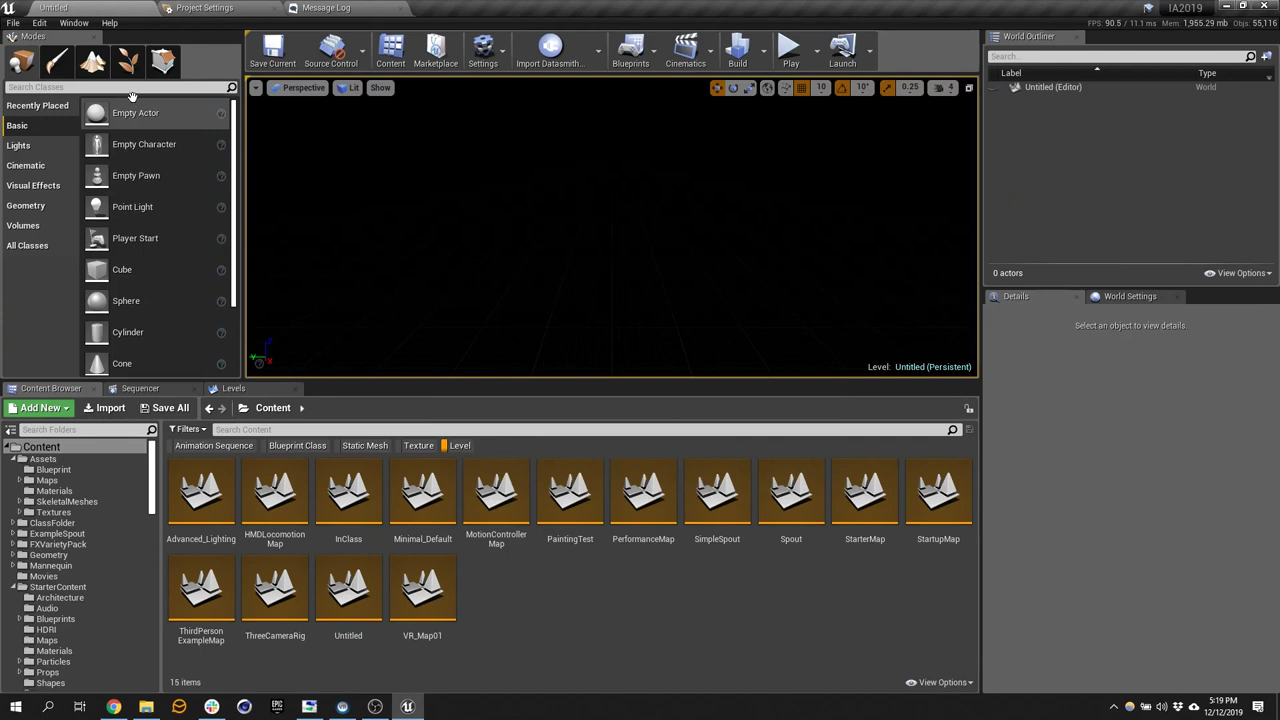 Untitled
Project Settings
Message Log
IA2019
File
Edit
Window
Help
FPS: 90.5 / 11.1 ms
Mem: 1,955.29 mb
Objs: 55,116
Modes
Save Current
Source Control
Content
Marketplace
Settings
Import Datasmith...
Blueprints
Cinematics
Build
Play
Launch
World Outliner
Search...
Label
Type
Untitled (Editor)
World
0 actors
View Options
Search Classes
Recently Placed
Basic
Lights
Cinematic
Visual Effects
Geometry
Volumes
All Classes
Empty Actor
Empty Character
Empty Pawn
Point Light
Player Start
Cube
Sphere
Cylinder
Cone
Perspective
Lit
Show
10
10°
0.25
4
Z
Y
X
Level: Untitled (Persistent)
Details
World Settings
Select an object to view details.
Content Browser
Sequencer
Levels
Add New
Import
Save All
Content
Search Folders
Filters
Search Content
Animation Sequence
Blueprint Class
Static Mesh
Texture
Level
Content
Assets
Blueprint
Maps
Materials
SkeletalMeshes
Textures
ClassFolder
ExampleSpout
FXVarietyPack
Geometry
Mannequin
Movies
StarterContent
Architecture
Audio
Blueprints
HDRI
Maps
Materials
Particles
Props
Shapes
Advanced_Lighting
HMDLocomotion
Map
InClass
Minimal_Default
MotionController
Map
PaintingTest
PerformanceMap
SimpleSpout
Spout
StarterMap
StartupMap
ThirdPerson
ExampleMap
ThreeCameraRig
Untitled
VR_Map01
15 items
View Options
EPIC
5:19 PM
12/12/2019